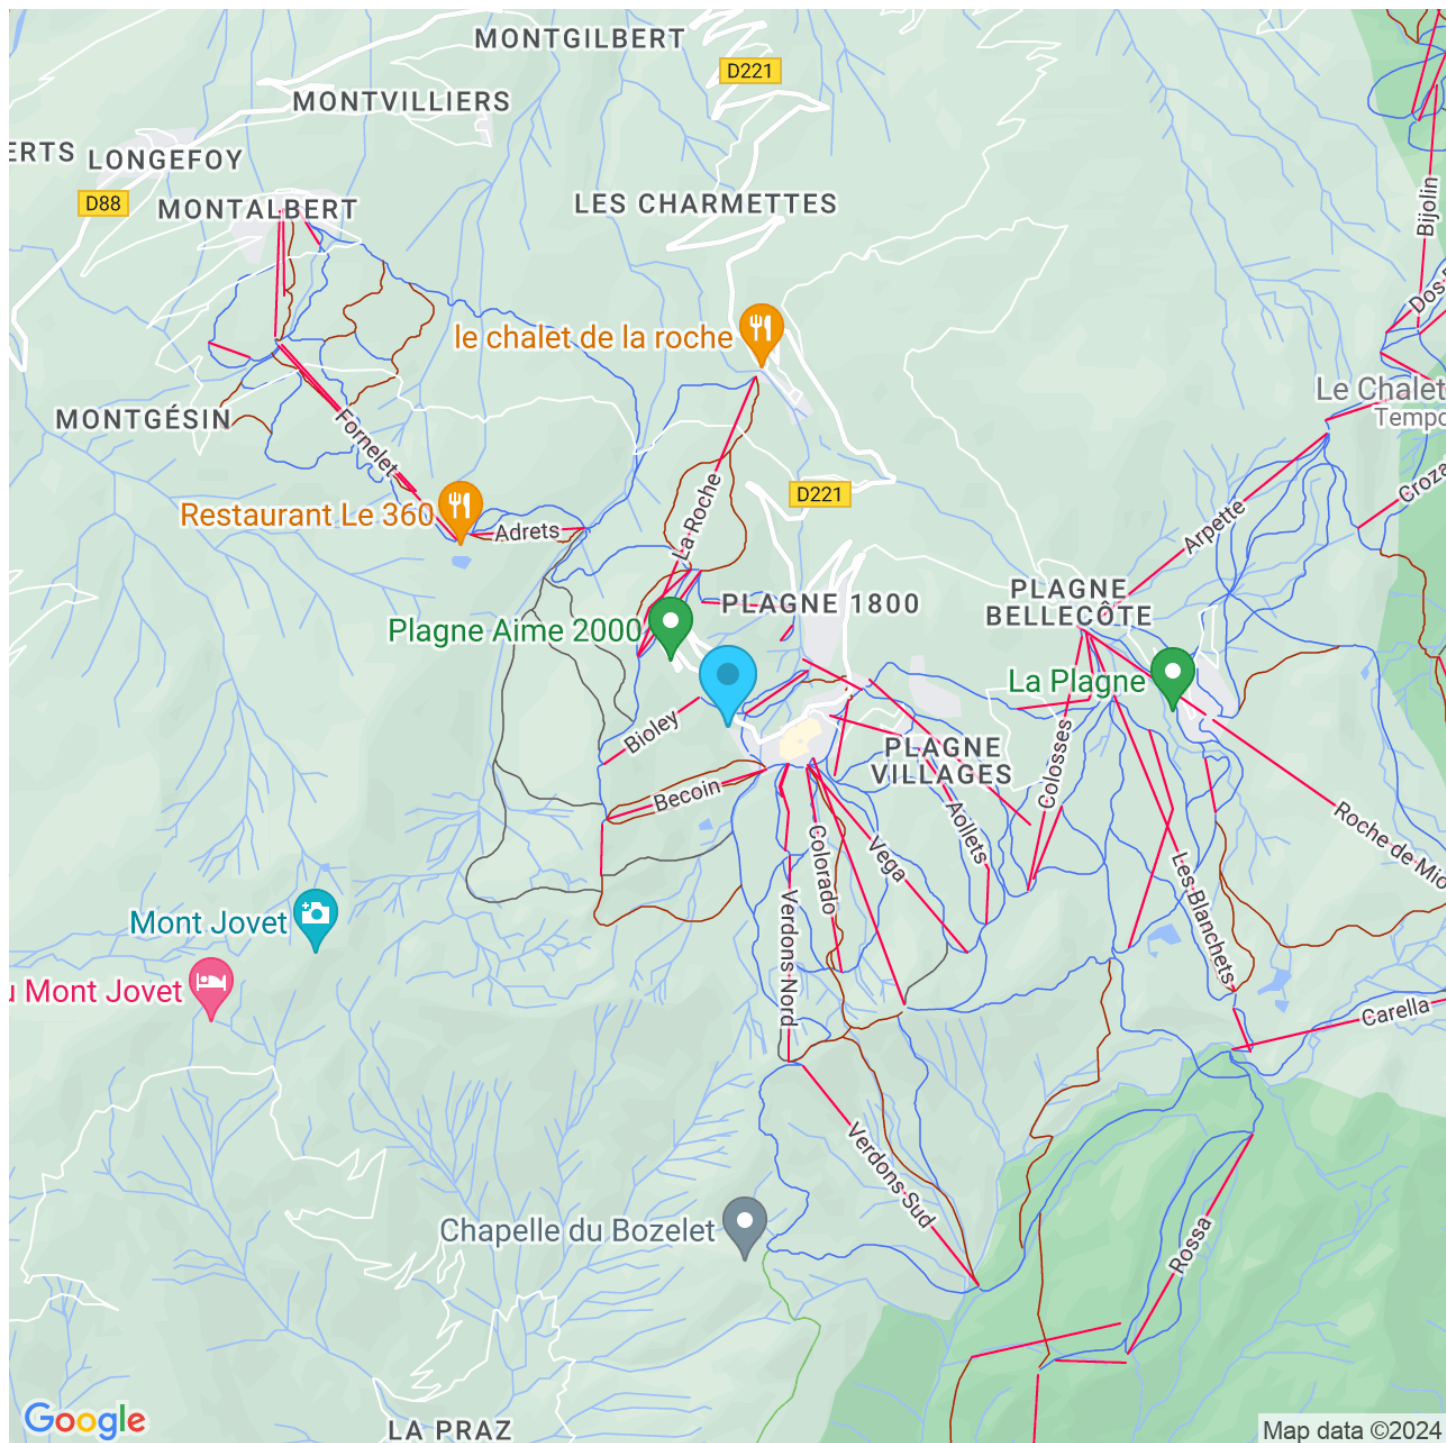 MONTGILBERT
D221
MONTVILLIERS
ERTS
LONGEFOY
D88
MONTALBERT
LES CHARMETTES
Bijolin
Dos
le chalet de la roche
Le Chalet
Tempo
MONTGÉSIN
Fornelet
La Roche
D221
Croza
Restaurant Le 360
Adrets
Arpette
PLAGNE 1800
PLAGNE
BELLECÔTE
Plagne Aime 2000
La Plagne
Bioley
PLAGNE
VILLAGES
Colosses
Becoin
Aollets
Colorado
Vega
Roche de Mio
Les Blanchets
Mont Jovet
Verdons Nord
u Mont Jovet
Carella
Verdons Sud
Chapelle du Bozelet
Rossa
LA PRAZ
Google
Map data ©2024